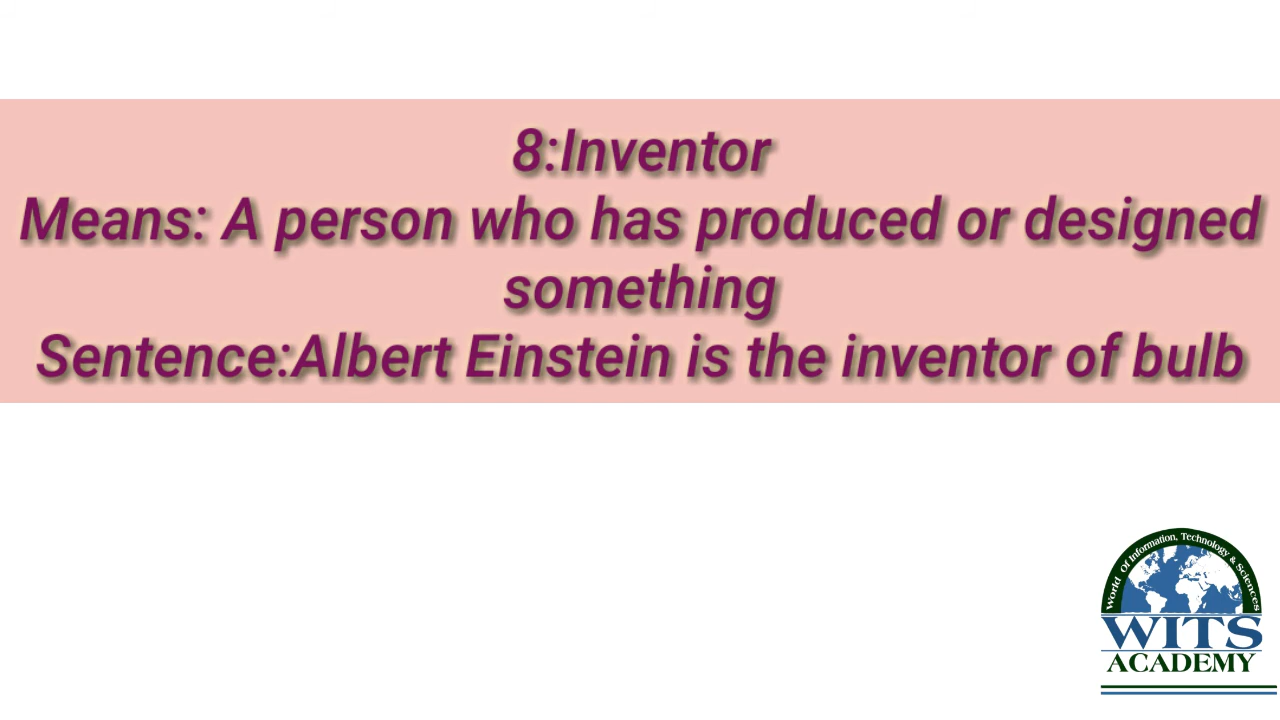 8:Inventor
Means: A person who has produced or designed
something
Sentence:Albert Einstein is the inventor of bulb
World Of Information, Technology & Sciences
WITS
ACADEMY